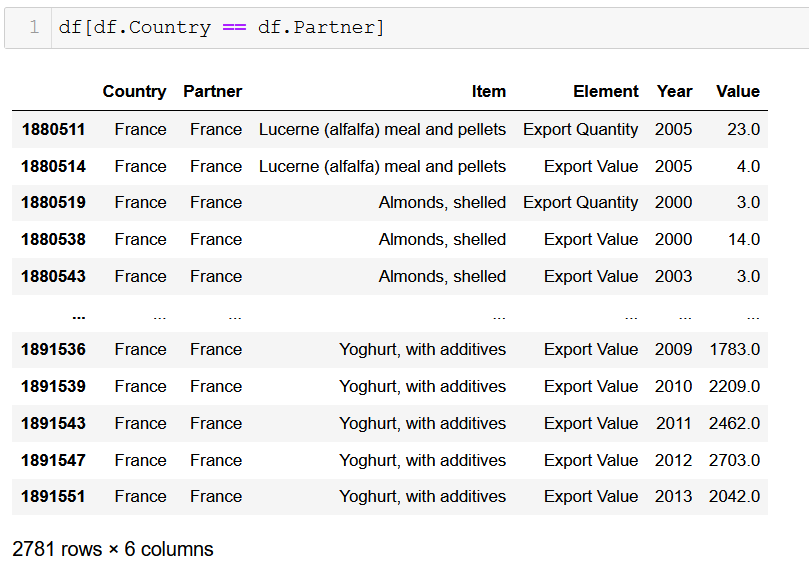 1 df[df.Country == df.Partner]
Country Partner Item Element Year Value
1880511 France France Lucerne (alfalfa) meal and pellets Export Quantity 2005 23.0
1880514 France France Lucerne (alfalfa) meal and pellets Export Value 2005 4.0
1880519 France France Almonds, shelled Export Quantity 2000 3.0
1880538 France France Almonds, shelled Export Value 2000 14.0
1880543 France France Almonds, shelled Export Value 2003 3.0
... ... ... ... ... ... ...
1891536 France France Yoghurt, with additives Export Value 2009 1783.0
1891539 France France Yoghurt, with additives Export Value 2010 2209.0
1891543 France France Yoghurt, with additives Export Value 2011 2462.0
1891547 France France Yoghurt, with additives Export Value 2012 2703.0
1891551 France France Yoghurt, with additives Export Value 2013 2042.0
2781 rows × 6 columns